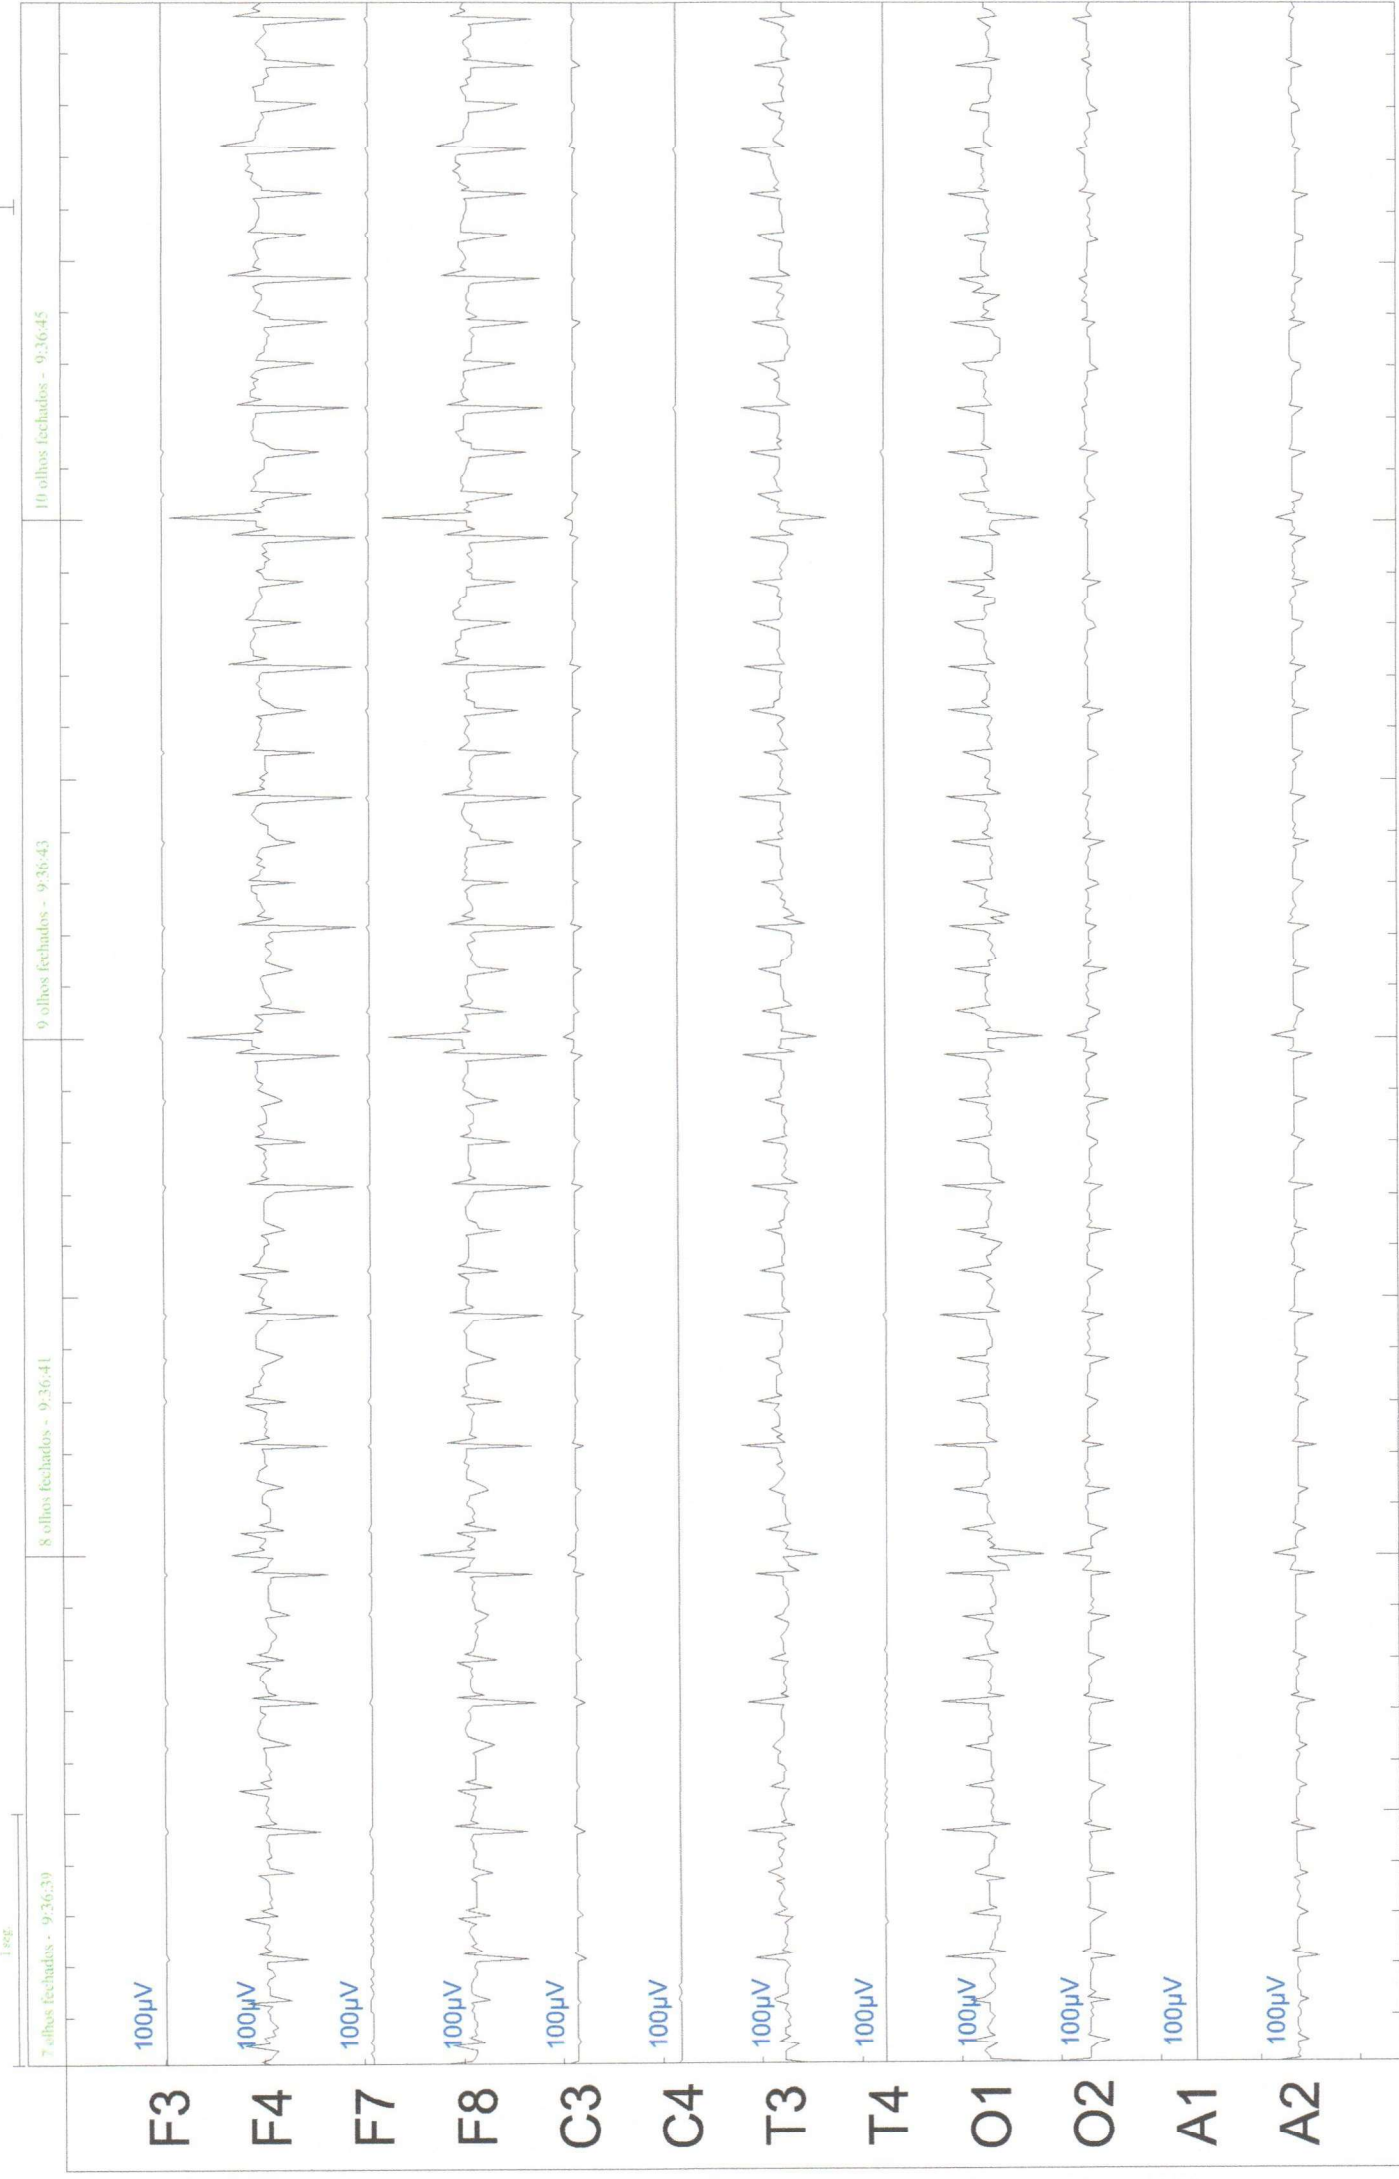 1 seg.
7 olhos fechados - 9:36:39
8 olhos fechados - 9:36:41
9 olhos fechados - 9:36:43
10 olhos fechados - 9:36:45
F3 100µV
F4 100µV
F7 100µV
F8 100µV
C3 100µV
C4 100µV
T3 100µV
T4 100µV
O1 100µV
O2 100µV
A1 100µV
A2 100µV